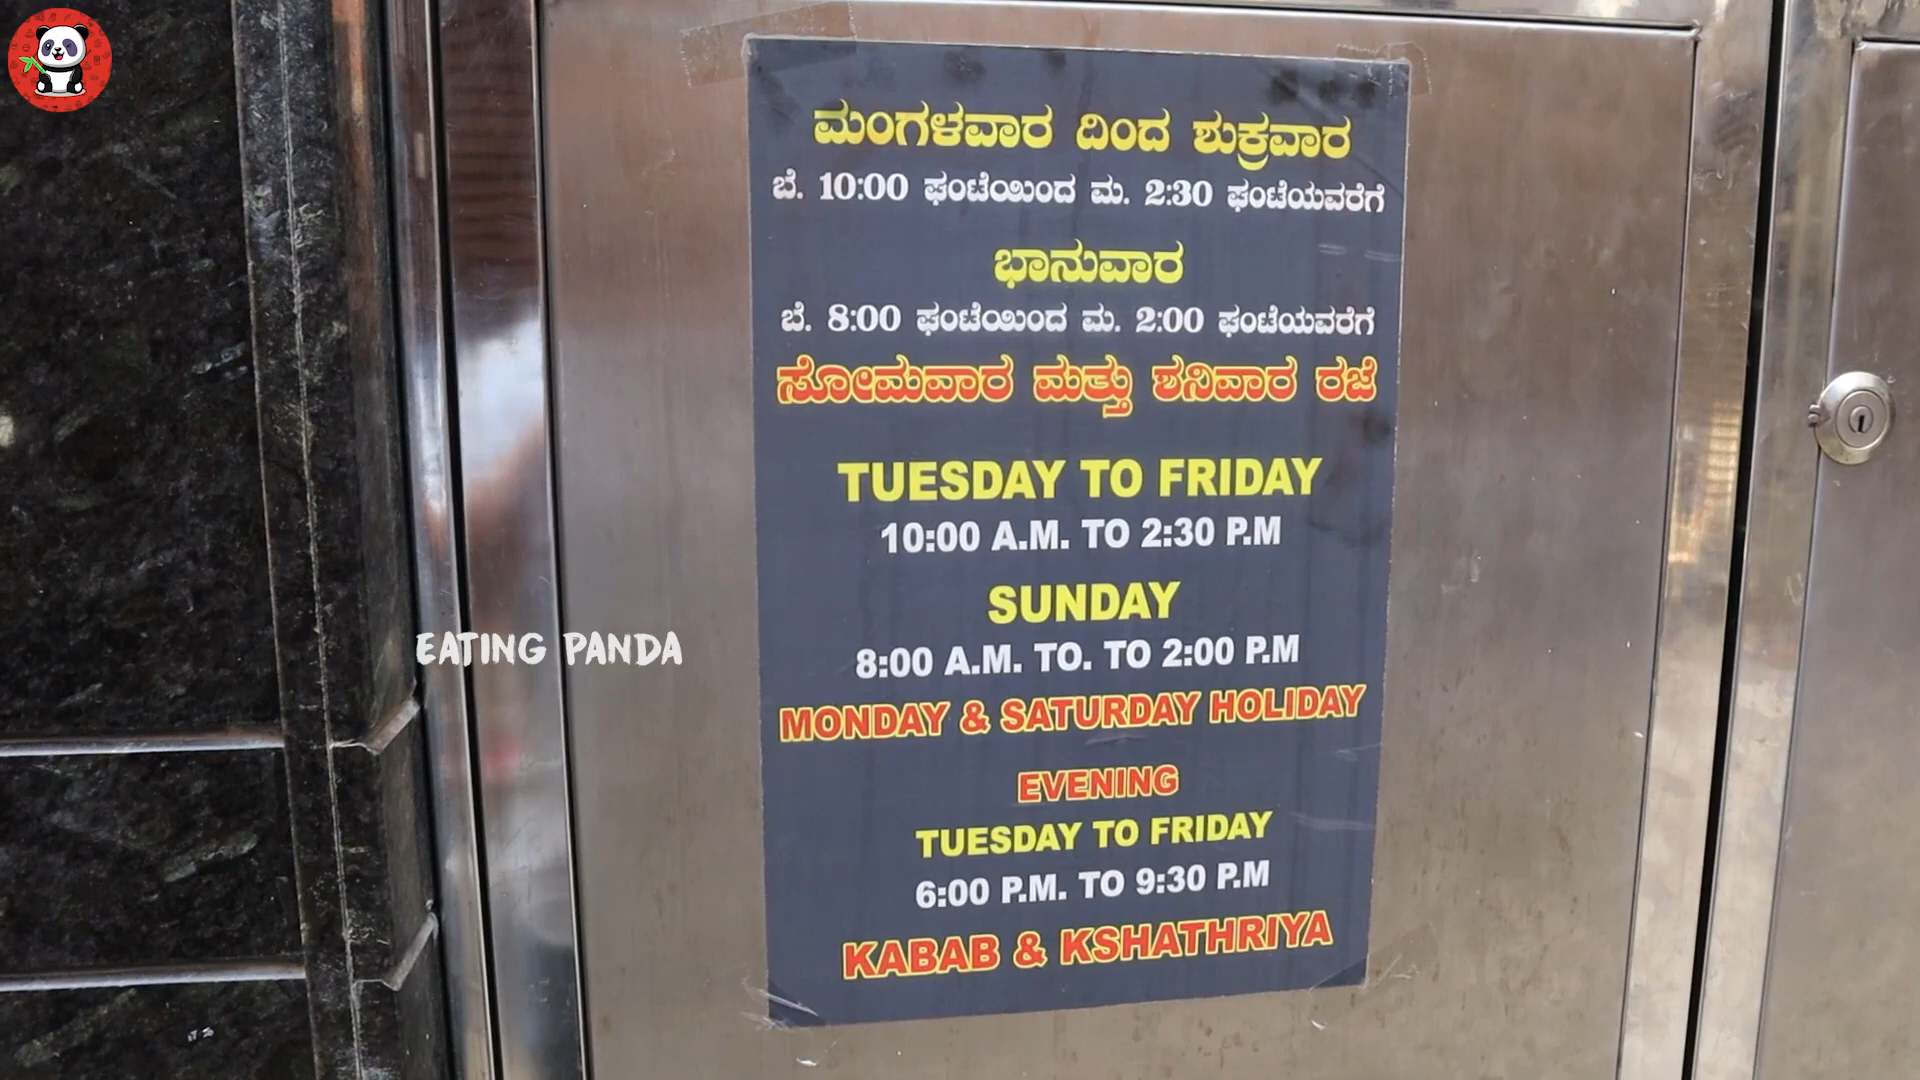 ಮಂಗಳವಾರ ದಿಂದ ಶುಕ್ರವಾರ
ಬೆ. 10:00 ಘಂಟೆಯಿಂದ ಮ. 2:30 ಘಂಟೆಯವರೆಗೆ
ಭಾನುವಾರ
ಬೆ. 8:00 ಘಂಟೆಯಿಂದ ಮ. 2:00 ಘಂಟೆಯವರೆಗೆ
ಸೋಮವಾರ ಮತ್ತು ಶನಿವಾರ ರಜೆ
TUESDAY TO FRIDAY
10:00 A.M. TO 2:30 P.M
SUNDAY
8:00 A.M. TO. TO 2:00 P.M
MONDAY & SATURDAY HOLIDAY
EVENING
TUESDAY TO FRIDAY
6:00 P.M. TO 9:30 P.M
KABAB & KSHATHRIYA
EATING PANDA